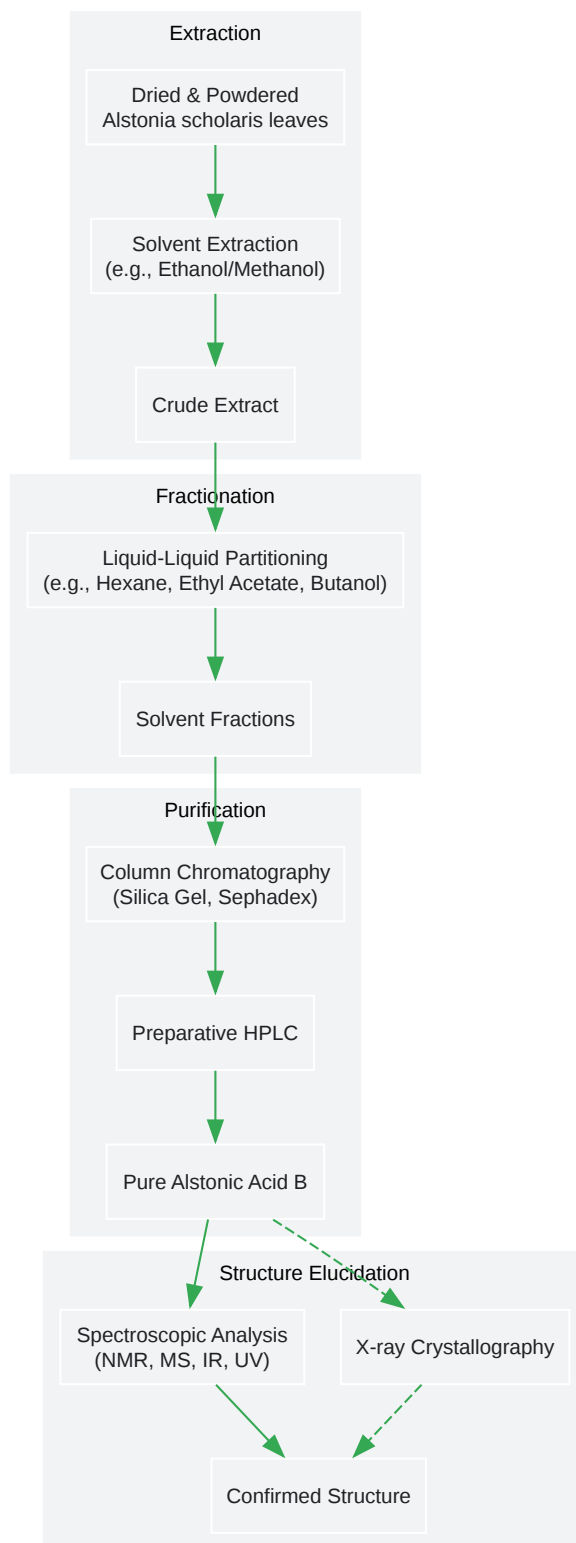 Extraction
Dried & Powdered
Alstonia scholaris leaves
Solvent Extraction
(e.g., Ethanol/Methanol)
Crude Extract
Fractionation
Liquid-Liquid Partitioning
(e.g., Hexane, Ethyl Acetate, Butanol)
Solvent Fractions
Purification
Column Chromatography
(Silica Gel, Sephadex)
Preparative HPLC
Pure Alstonic Acid B
Structure Elucidation
Spectroscopic Analysis
(NMR, MS, IR, UV)
X-ray Crystallography
Confirmed Structure